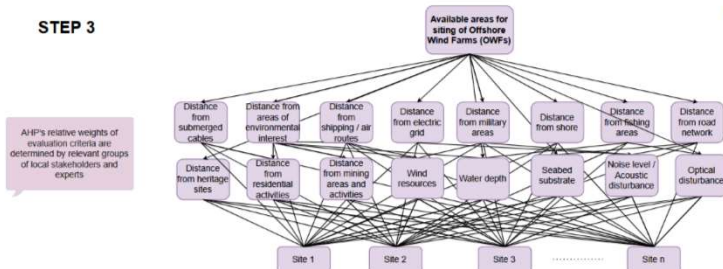 STEP 3
Available areas for
siting of Offshore
Wind Farms (OWFs)
Distance
from
submerged
cables
Distance from
areas of
environmental
interest
Distance
from
shipping / air
routes
Distance
from electric
grid
Distance
from military
areas
Distance
from shore
Distance
from fishing
areas
Distance
from road
network
AHP's relative weights of
evaluation criteria are
determined by relevant groups
of local stakeholders and
experts
Distance
from heritage
sites
Distance
from
residential
activities
Distance
from mining
areas and
activities
Wind
resources
Water depth
Seabed
substrate
Noise level /
Acoustic
disturbance
Optical
disturbance
Site 1
Site 2
Site 3
Site n